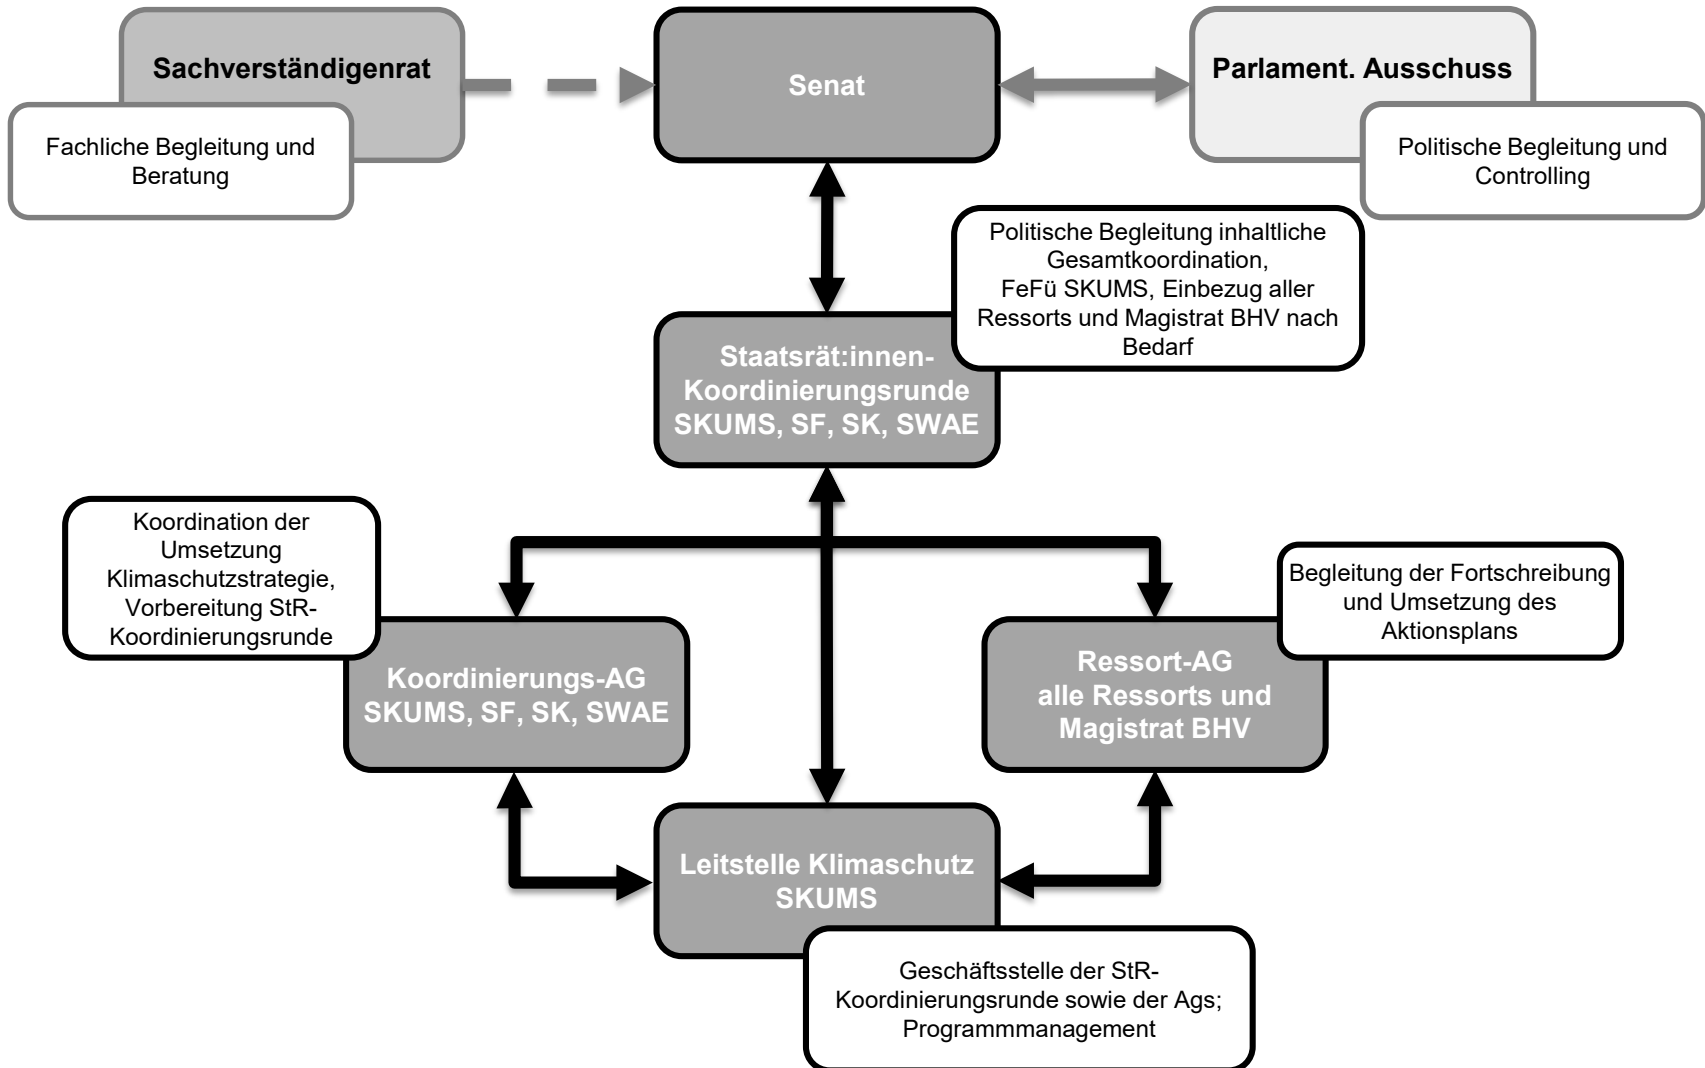 Sachverständigenrat
Fachliche Begleitung und
Beratung
Senat
Parlament. Ausschuss
Politische Begleitung und
Controlling
Politische Begleitung inhaltliche
Gesamtkoordination,
FeFü SKUMS, Einbezug aller
Ressorts und Magistrat BHV nach
Bedarf
Staatsrät:innen-
Koordinierungsrunde
SKUMS, SF, SK, SWAE
Koordination der
Umsetzung
Klimaschutzstrategie,
Vorbereitung StR-
Koordinierungsrunde
Koordinierungs-AG
SKUMS, SF, SK, SWAE
Begleitung der Fortschreibung
und Umsetzung des
Aktionsplans
Ressort-AG
alle Ressorts und
Magistrat BHV
Leitstelle Klimaschutz
SKUMS
Geschäftsstelle der StR-
Koordinierungsrunde sowie der Ags;
Programmmanagement